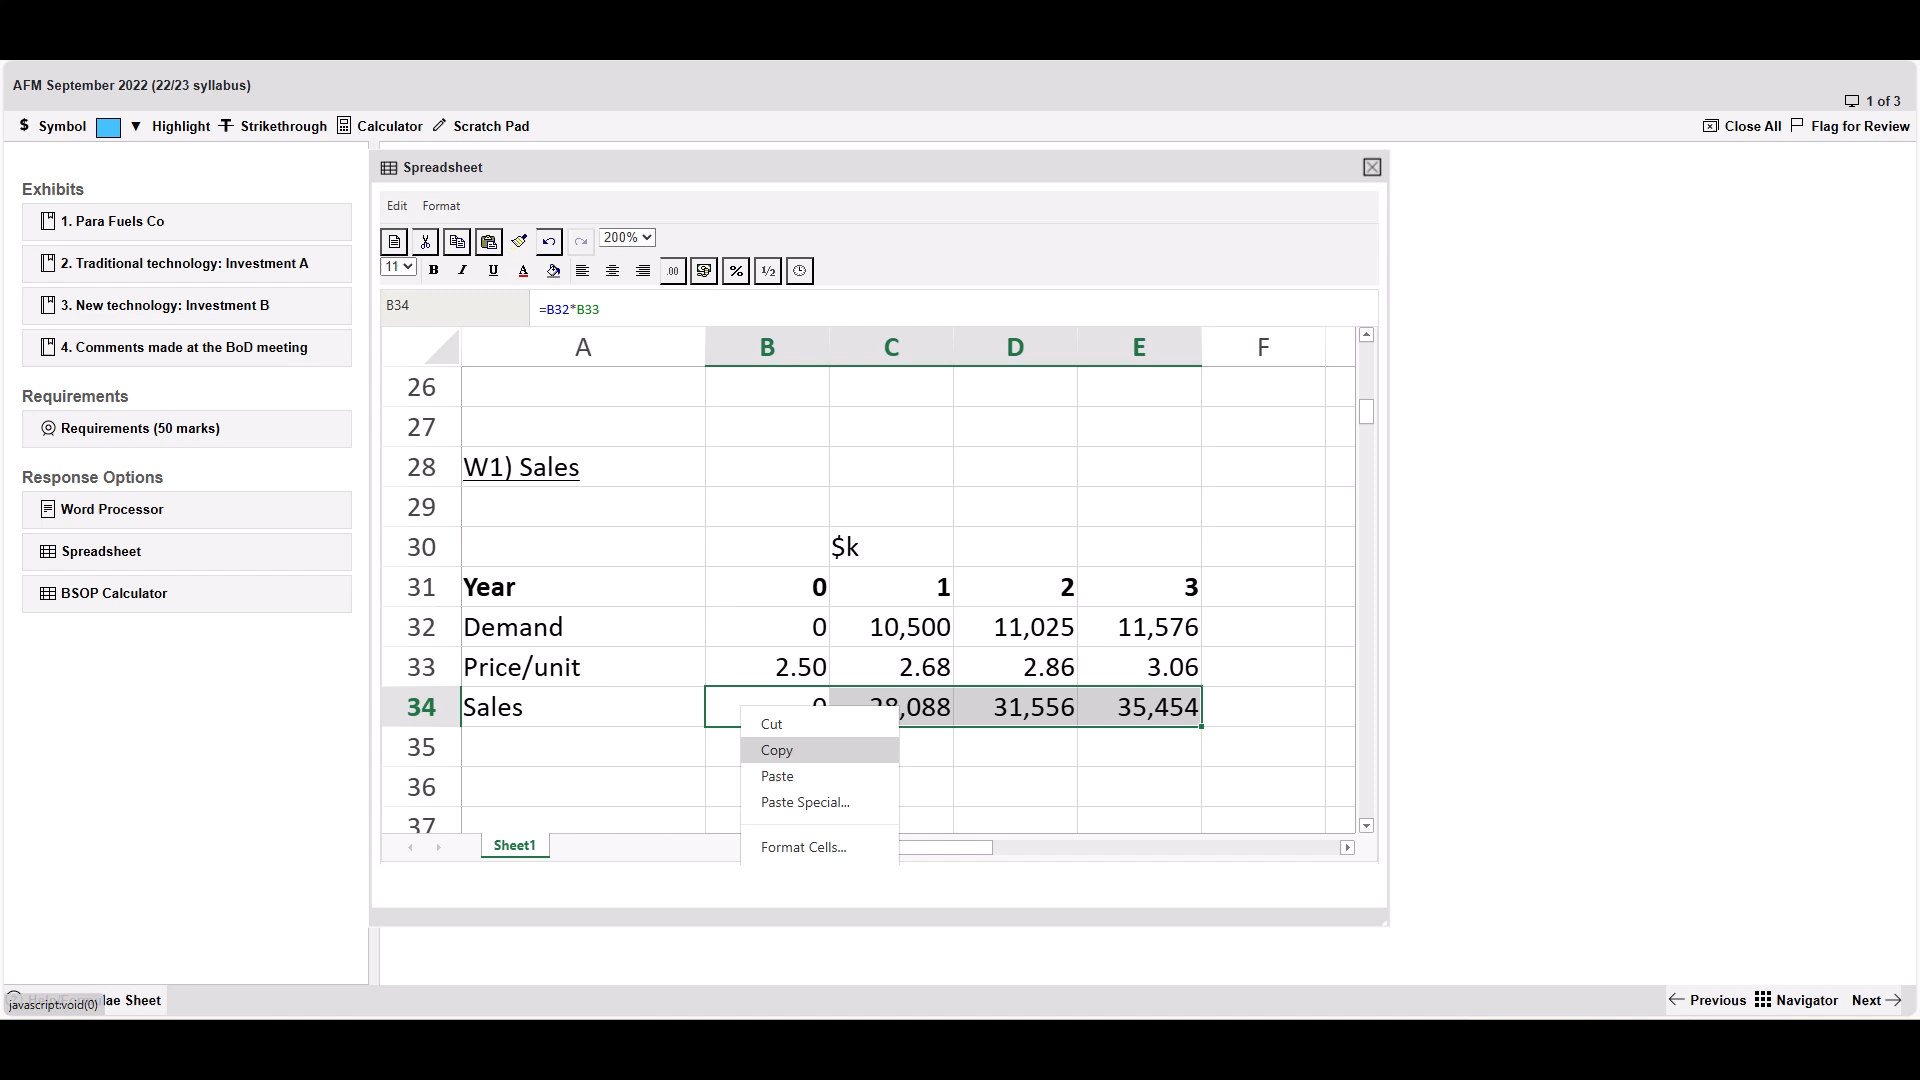 AFM September 2022 (22/23 syllabus)
1 of 3
$ Symbol Highlight Strikethrough Calculator Scratch Pad Close All Flag for Review
Exhibits
1. Para Fuels Co
2. Traditional technology: Investment A
3. New technology: Investment B
4. Comments made at the BoD meeting
Requirements
Requirements (50 marks)
Response Options
Word Processor
Spreadsheet
BSOP Calculator
Spreadsheet
Edit Format
200%
11 B I U A .00 % 1/2
B34 =B32*B33
A B C D E F
26
27
28 W1) Sales
29
30 $k
31 Year 0 1 2 3
32 Demand 0 10,500 11,025 11,576
33 Price/unit 2.50 2.68 2.86 3.06
34 Sales 0 28,088 31,556 35,454
35
36
37
Cut
Copy
Paste
Paste Special...
Format Cells...
Sheet1
javascript:void(0) lae Sheet
Previous Navigator Next